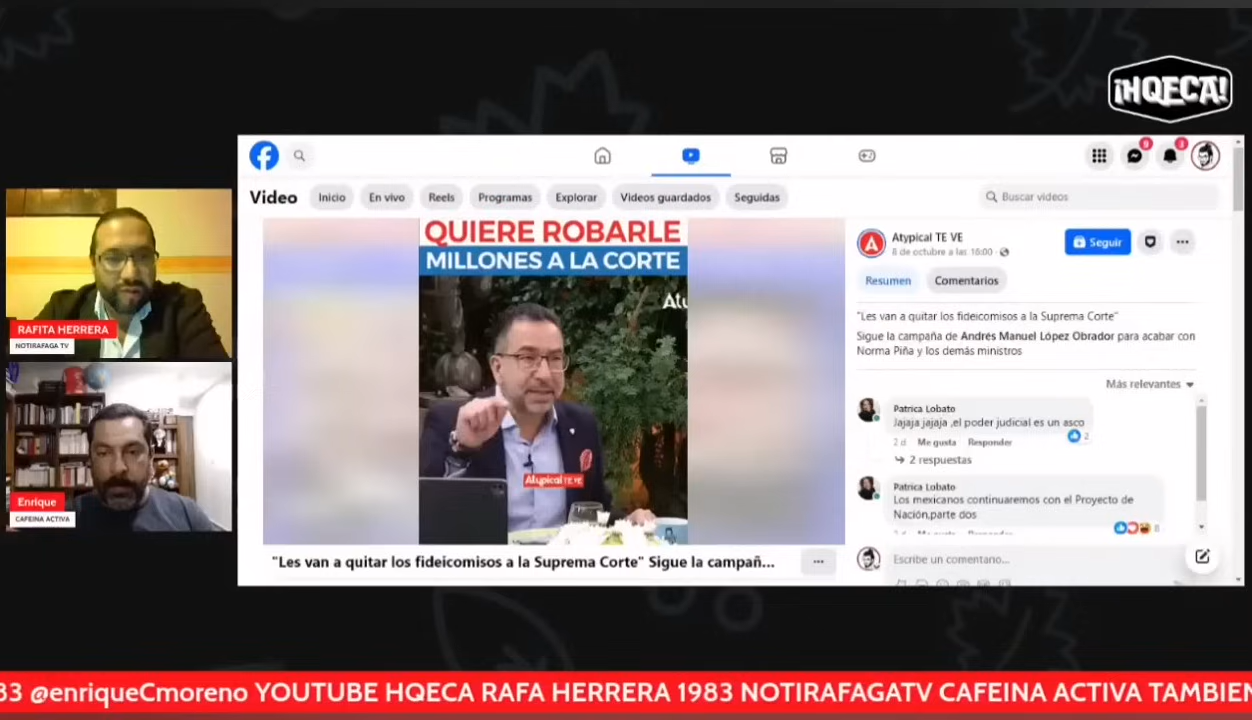 ¡HQECA!
RAFITA HERRERA
NOTIRAFAGA TV
Enrique
CAFEINA ACTIVA
9
3
Video
Inicio
En vivo
Reels
Programas
Explorar
Videos guardados
Seguidas
Buscar videos
QUIERE ROBARLE
MILLONES A LA CORTE
Atypical TE VE
"Les van a quitar los fideicomisos a la Suprema Corte" Sigue la campañ...
Atypical TE VE
8 de octubre a las 18:00
Seguir
Resumen
Comentarios
"Les van a quitar los fideicomisos a la Suprema Corte"
Sigue la campaña de Andrés Manuel López Obrador para acabar con
Norma Piña y los demás ministros
Más relevantes
Patrica Lobato
Jajaja jajaja ,el poder judicial es un asco
2 d Me gusta Responder
2
2 respuestas
Patrica Lobato
Los mexicanos continuaremos con el Proyecto de
Nación,parte dos
8
Escribe un comentario...
33 @enriqueCmoreno YOUTUBE HQECA RAFA HERRERA 1983 NOTIRAFAGATV CAFEINA ACTIVA TAMBIEN